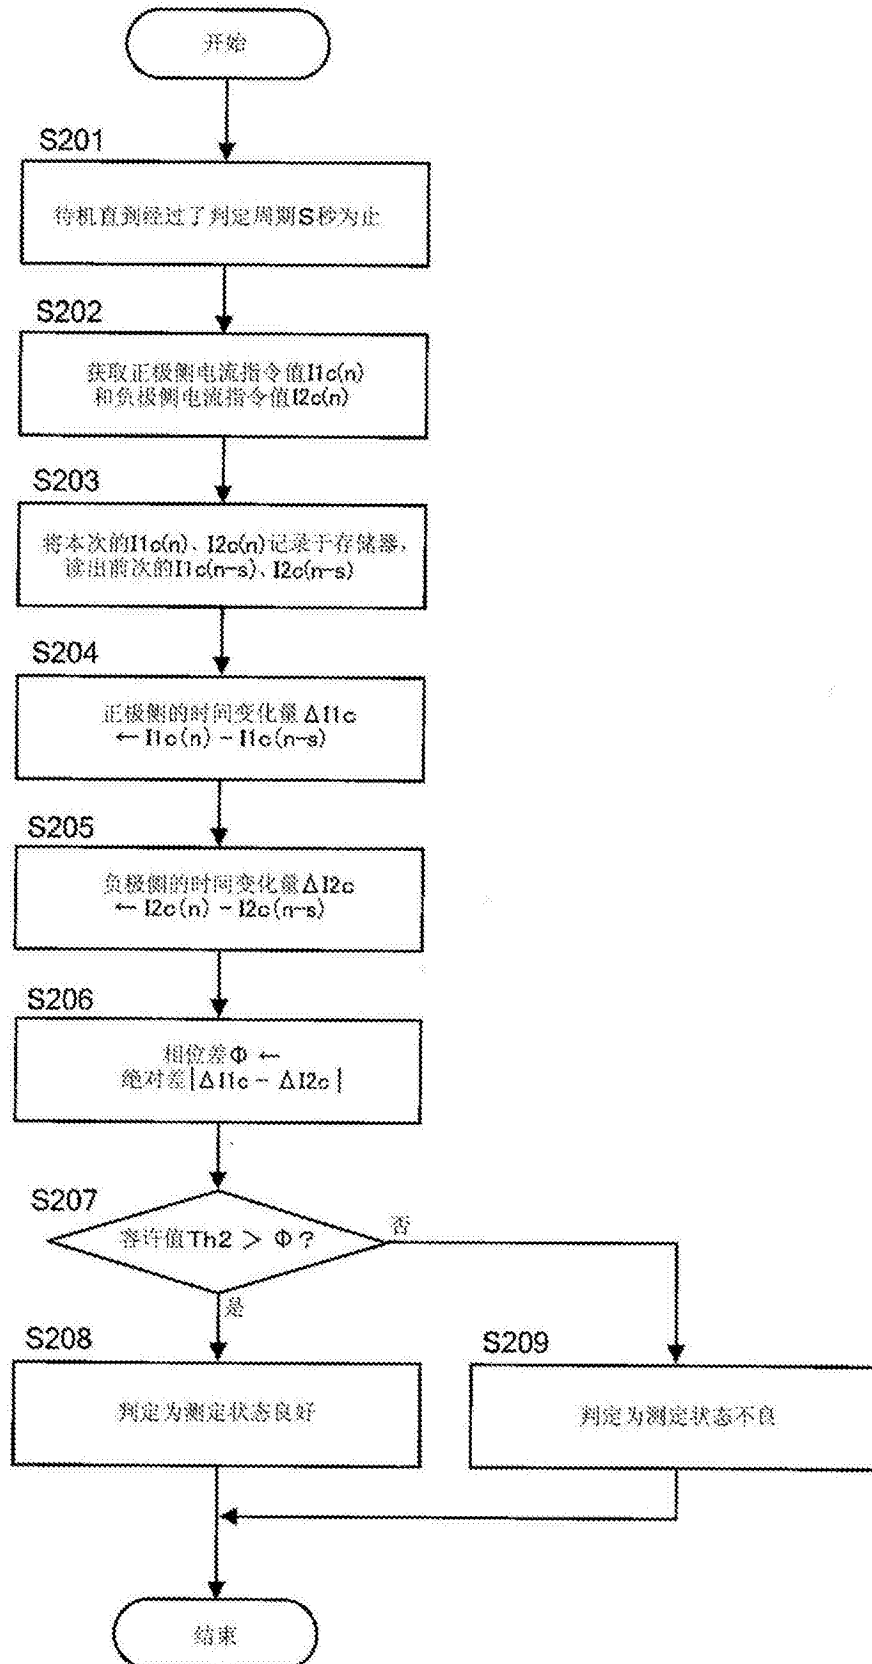 开始
S201
待机直到经过了判定周期S秒为止
S202
获取正极侧电流指令值I1c(n)
和负极侧电流指令值I2c(n)
S203
将本次的I1c(n)、I2c(n)记录于存储器，
读出前次的I1c(n-s)、I2c(n-s)
S204
正极侧的时间变化量ΔI1c
← I1c(n) - I1c(n-s)
S205
负极侧的时间变化量ΔI2c
← I2c(n) - I2c(n-s)
S206
相位差Φ ←
绝对差|ΔI1c - ΔI2c|
S207
容许值Th2 > Φ?
否
是
S208
判定为测定状态良好
S209
判定为测定状态不良
结束